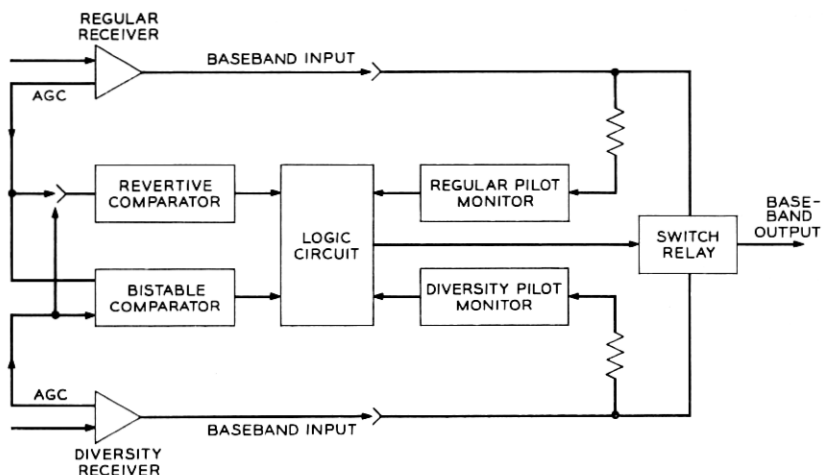 REGULAR
RECEIVER
BASEBAND INPUT
AGC
REVERTIVE
COMPARATOR
LOGIC
CIRCUIT
REGULAR PILOT
MONITOR
BASE-
BAND
OUTPUT
SWITCH
RELAY
BISTABLE
COMPARATOR
DIVERSITY PILOT
MONITOR
AGC
BASEBAND INPUT
DIVERSITY
RECEIVER